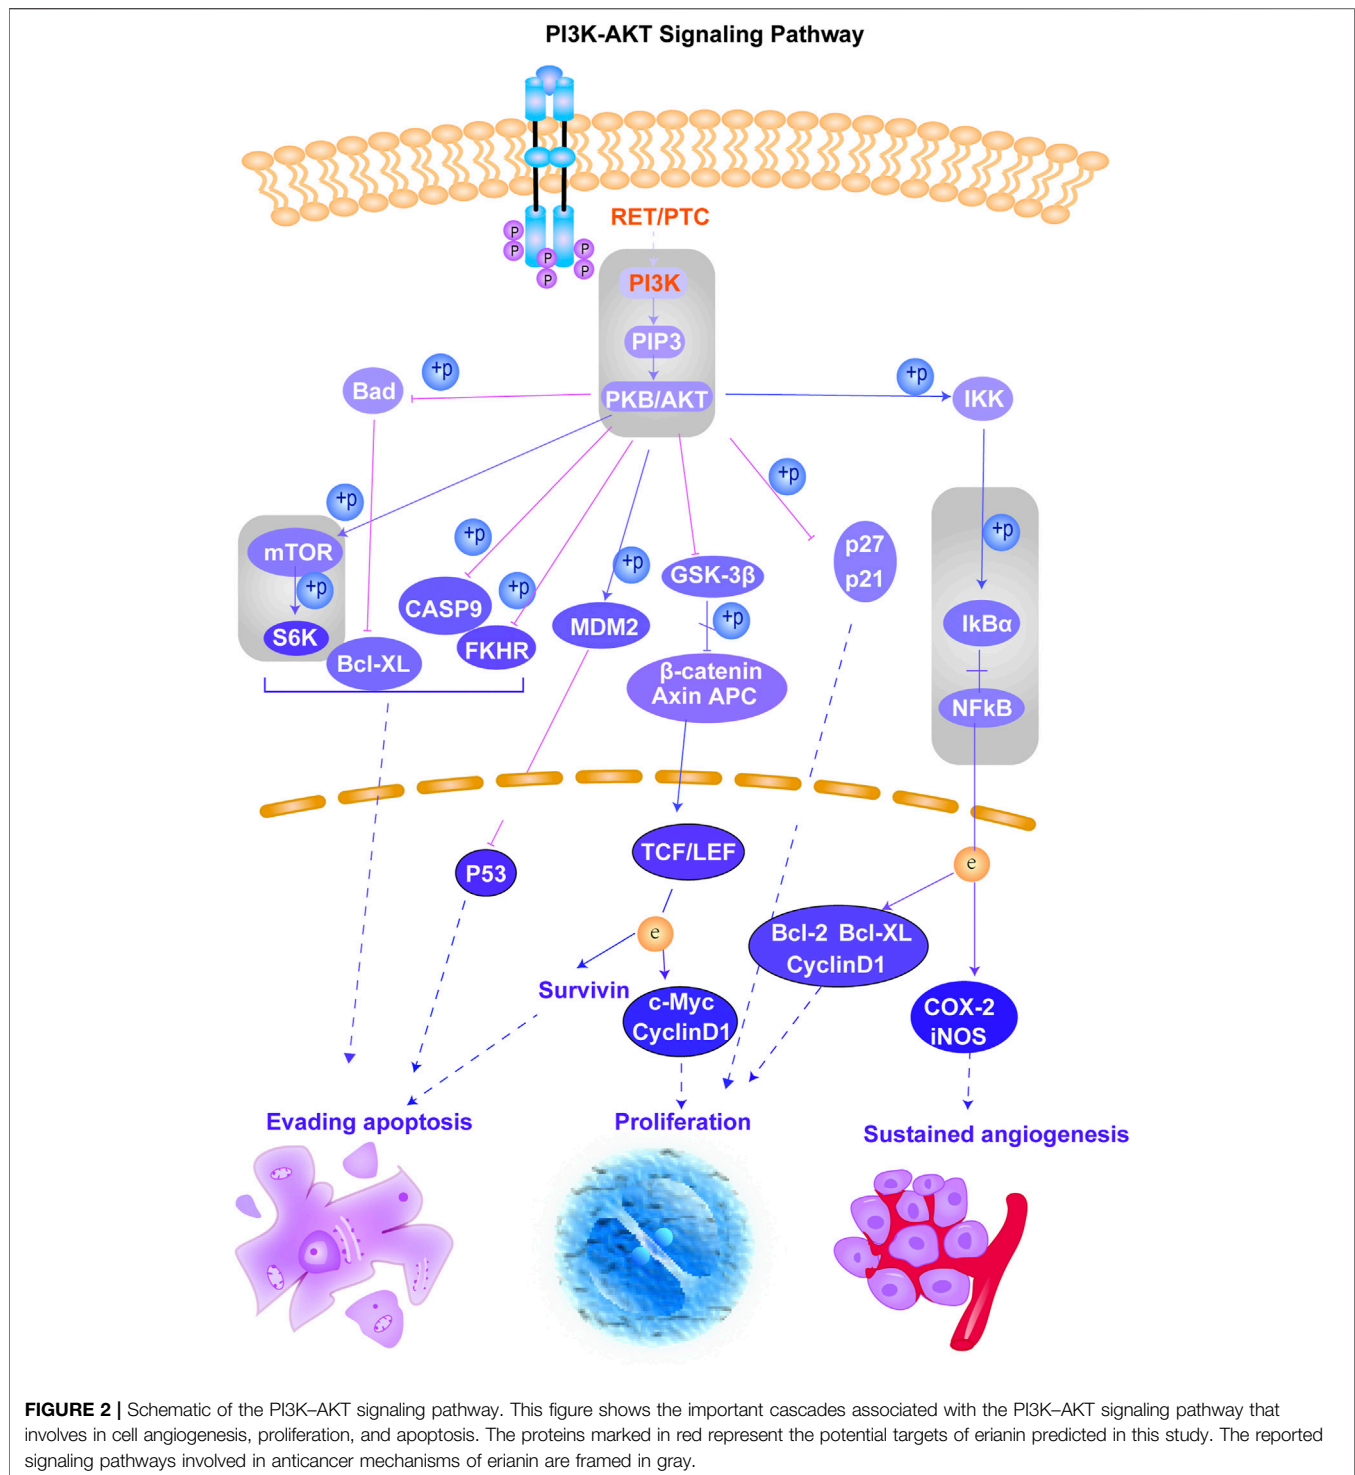 PI3K-AKT Signaling Pathway
RET/PTC
P
P
P
P
P
P
PI3K
PIP3
PKB/AKT
+p
Bad
+p
IKK
+p
+p
+p
+p
+p
+p
+p
+p
mTOR
S6K
Bcl-XL
CASP9
FKHR
MDM2
GSK-3β
β-catenin
Axin APC
p27
p21
IkBα
NFkB
P53
TCF/LEF
e
e
Survivin
c-Myc
CyclinD1
Bcl-2 Bcl-XL
CyclinD1
COX-2
iNOS
Evading apoptosis
Proliferation
Sustained angiogenesis
FIGURE 2 | Schematic of the PI3K–AKT signaling pathway. This figure shows the important cascades associated with the PI3K–AKT signaling pathway that
involves in cell angiogenesis, proliferation, and apoptosis. The proteins marked in red represent the potential targets of erianin predicted in this study. The reported
signaling pathways involved in anticancer mechanisms of erianin are framed in gray.